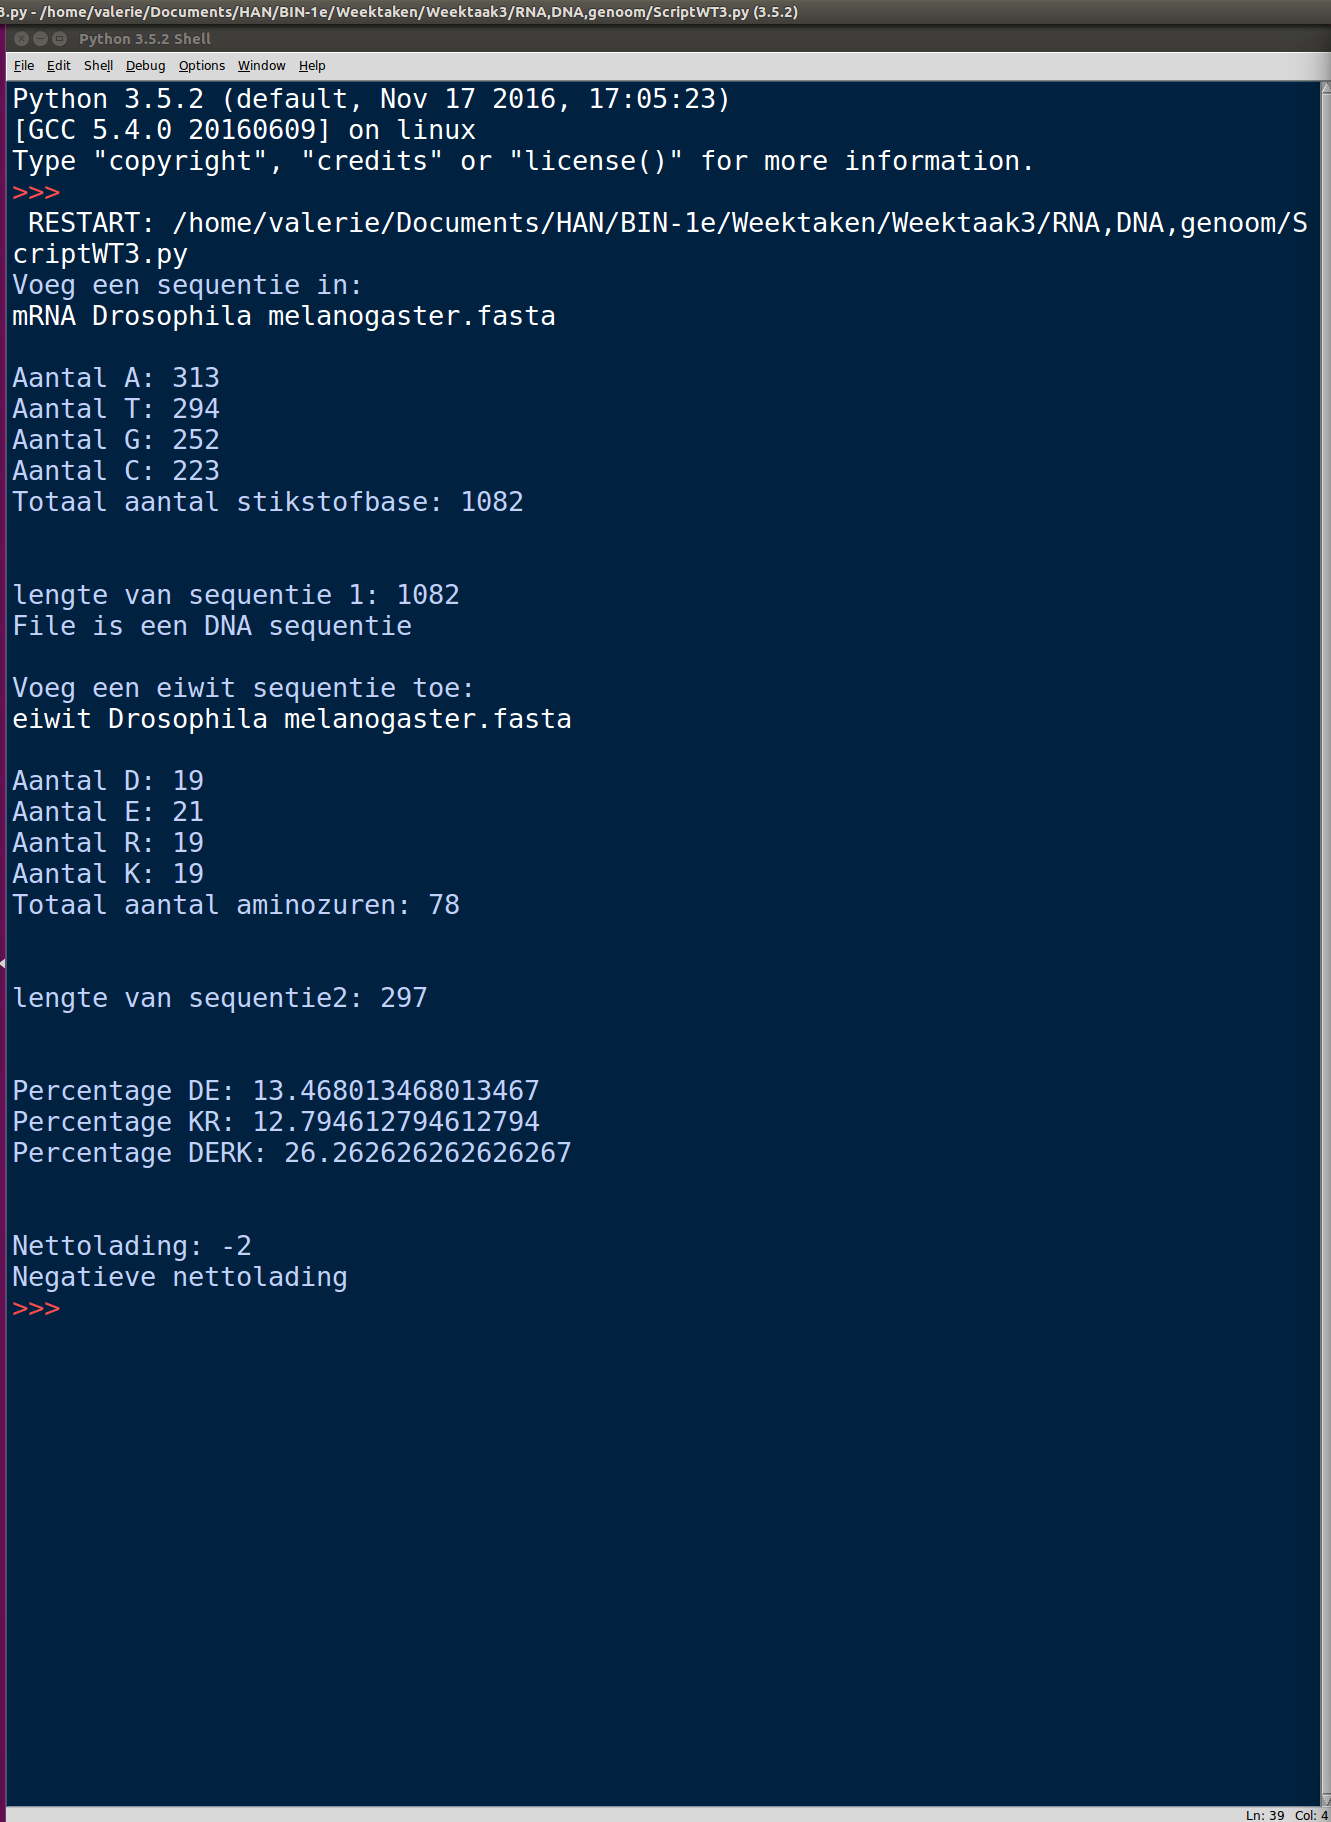 3.py - /home/valerie/Documents/HAN/BIN-1e/Weektaken/Weektaak3/RNA,DNA,genoom/ScriptWT3.py (3.5.2)
Python 3.5.2 Shell
File Edit Shell Debug Options Window Help
Python 3.5.2 (default, Nov 17 2016, 17:05:23)
[GCC 5.4.0 20160609] on linux
Type "copyright", "credits" or "license()" for more information.
>>>
RESTART: /home/valerie/Documents/HAN/BIN-1e/Weektaken/Weektaak3/RNA,DNA,genoom/S
criptWT3.py
Voeg een sequentie in:
mRNA Drosophila melanogaster.fasta
Aantal A: 313
Aantal T: 294
Aantal G: 252
Aantal C: 223
Totaal aantal stikstofbase: 1082
lengte van sequentie 1: 1082
File is een DNA sequentie
Voeg een eiwit sequentie toe:
eiwit Drosophila melanogaster.fasta
Aantal D: 19
Aantal E: 21
Aantal R: 19
Aantal K: 19
Totaal aantal aminozuren: 78
lengte van sequentie2: 297
Percentage DE: 13.468013468013467
Percentage KR: 12.794612794612794
Percentage DERK: 26.262626262626267
Nettolading: -2
Negatieve nettolading
>>>
Ln: 39 Col: 4